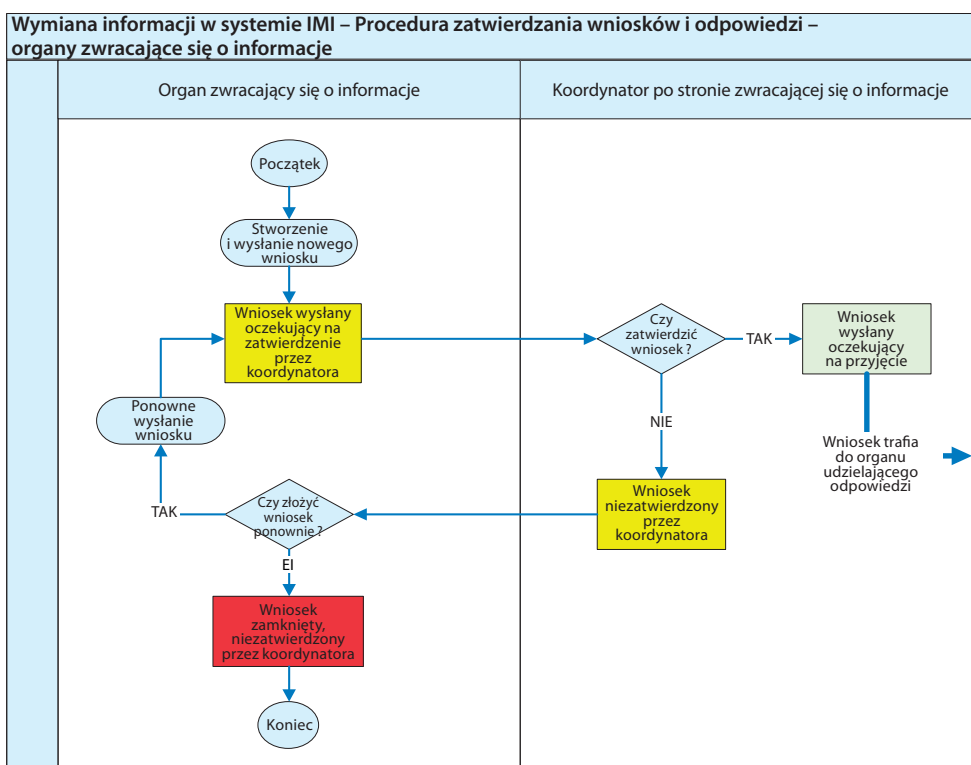 Wymiana informacji w systemie IMI – Procedura zatwierdzania wniosków i odpowiedzi –
organy zwracające się o informacje
Organ zwracający się o informacje
Koordynator po stronie zwracającej się o informacje
Początek
Stworzenie
i wysłanie nowego
wniosku
Wniosek wysłany
oczekujący na
zatwierdzenie
przez
koordynatora
Czy
zatwierdzić
wniosek ?
TAK
Wniosek
wysłany
oczekujący
na przyjęcie
Ponowne
wysłanie
wniosku
NIE
Wniosek trafia
do organu
udzielającego
odpowiedzi
TAK
Czy złożyć
wniosek
ponownie ?
Wniosek
niezatwierdzony
przez
koordynatora
EI
Wniosek
zamknięty,
niezatwierdzony
przez koordynatora
Koniec